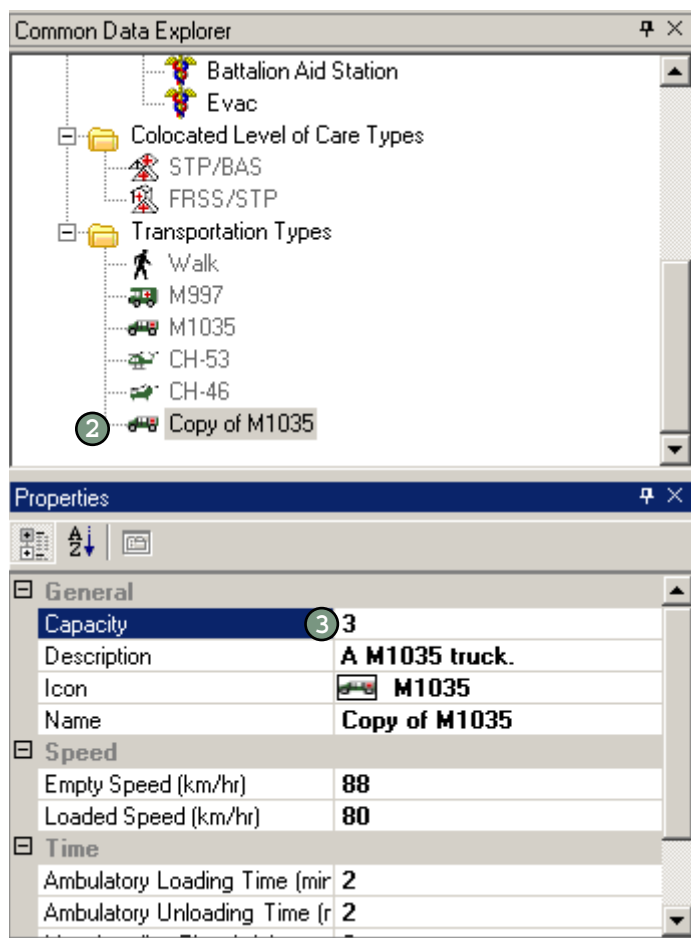 Common Data Explorer
Battalion Aid Station
Evac
Colocated Level of Care Types
STP/BAS
FRSS/STP
Transportation Types
Walk
M997
M1035
CH-53
CH-46
2 Copy of M1035
Properties
A Z
General
Capacity 3 3
Description A M1035 truck.
Icon M1035
Name Copy of M1035
Speed
Empty Speed (km/hr) 88
Loaded Speed (km/hr) 80
Time
Ambulatory Loading Time (mir 2
Ambulatory Unloading Time (r 2